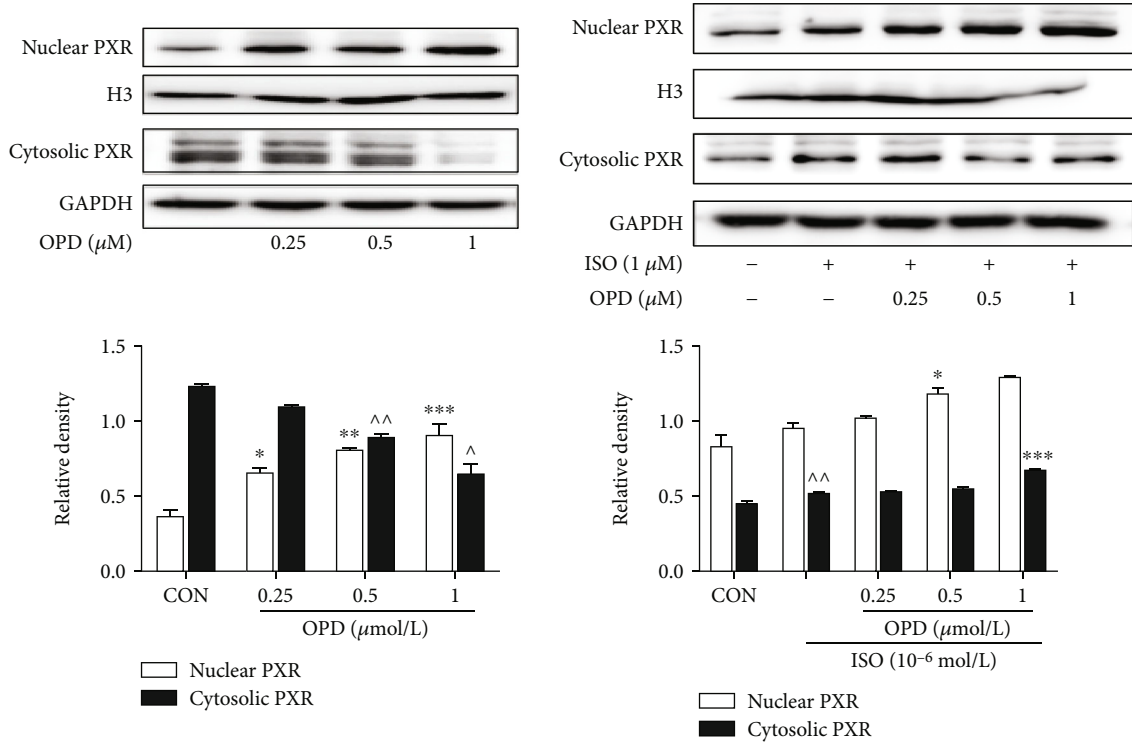 Nuclear PXR
H3
Cytosolic PXR
GAPDH
OPD (μM) 0.25 0.5 1
1.5
1.0
0.5
0.0
Relative density
* ** ^^ *** ^
CON 0.25 0.5 1
OPD (μmol/L)
Nuclear PXR
Cytosolic PXR
Nuclear PXR
H3
Cytosolic PXR
GAPDH
ISO (1 μM) – + + + +
OPD (μM) – – 0.25 0.5 1
1.5
1.0
0.5
0.0
Relative density
^^ * ***
CON 0.25 0.5 1
OPD (μmol/L)
ISO (10⁻⁶ mol/L)
Nuclear PXR
Cytosolic PXR